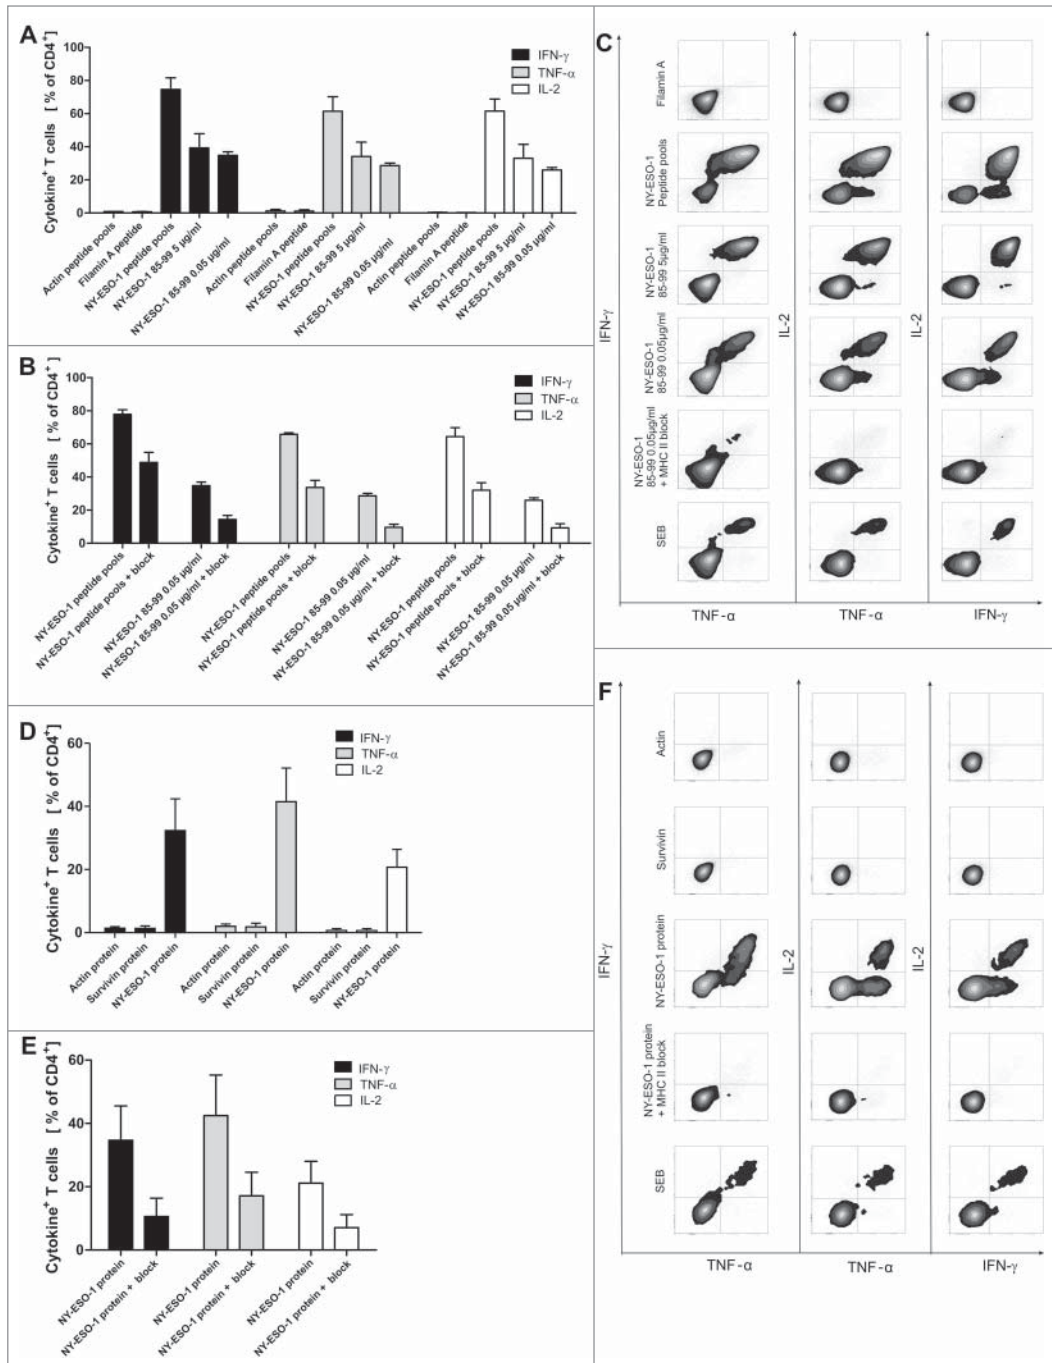 A
Cytokine⁺ T cells [ % of CD4⁺]
100
80
60
40
20
0
IFN-γ
TNF-α
IL-2
Actin peptide pools
Filamin A peptide
NY-ESO-1 peptide pools
NY-ESO-1 85-99 5 µg/ml
NY-ESO-1 85-99 0.05 µg/ml
Actin peptide pools
Filamin A peptide
NY-ESO-1 peptide pools
NY-ESO-1 85-99 5 µg/ml
NY-ESO-1 85-99 0.05 µg/ml
Actin peptide pools
Filamin A peptide
NY-ESO-1 peptide pools
NY-ESO-1 85-99 5 µg/ml
NY-ESO-1 85-99 0.05 µg/ml
B
Cytokine⁺ T cells [ % of CD4⁺]
100
80
60
40
20
0
IFN-γ
TNF-α
IL-2
NY-ESO-1 peptide pools
NY-ESO-1 peptide pools + block
NY-ESO-1 85-99 0.05 µg/ml
NY-ESO-1 85-99 0.05 µg/ml + block
NY-ESO-1 peptide pools
NY-ESO-1 peptide pools + block
NY-ESO-1 85-99 0.05 µg/ml
NY-ESO-1 85-99 0.05 µg/ml + block
NY-ESO-1 peptide pools
NY-ESO-1 peptide pools + block
NY-ESO-1 85-99 0.05 µg/ml
NY-ESO-1 85-99 0.05 µg/ml + block
C
IFN-γ
IL-2
IL-2
Filamin A
NY-ESO-1
Peptide pools
NY-ESO-1
85-99 5µg/ml
NY-ESO-1
85-99 0.05µg/ml
NY-ESO-1
85-99 0.05µg/ml
+ MHC II block
SEB
TNF-α
TNF-α
IFN-γ
D
Cytokine⁺ T cells [ % of CD4⁺]
60
40
20
0
IFN-γ
TNF-α
IL-2
Actin protein
Survivin protein
NY-ESO-1 protein
Actin protein
Survivin protein
NY-ESO-1 protein
Actin protein
Survivin protein
NY-ESO-1 protein
E
Cytokine⁺ T cells [ % of CD4⁺]
60
40
20
0
IFN-γ
TNF-α
IL-2
NY-ESO-1 protein
NY-ESO-1 protein + block
NY-ESO-1 protein
NY-ESO-1 protein + block
NY-ESO-1 protein
NY-ESO-1 protein + block
F
IFN-γ
IL-2
IL-2
Actin
Survivin
NY-ESO-1 protein
NY-ESO-1 protein
+ MHC II block
SEB
TNF-α
TNF-α
IFN-γ